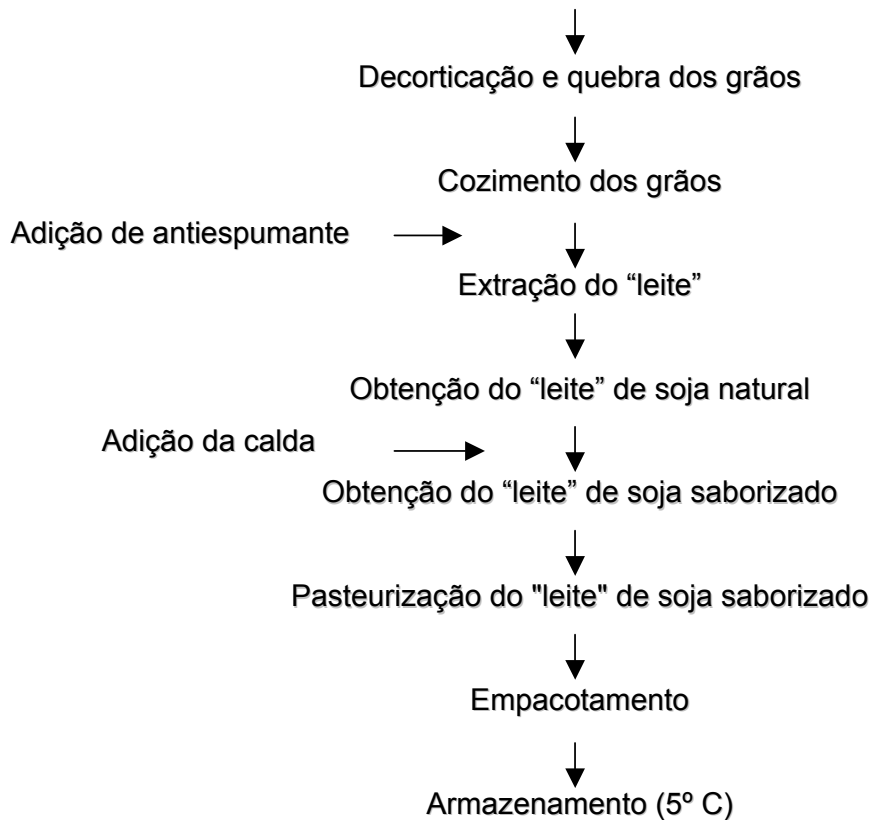 Decorticação e quebra dos grãos
Cozimento dos grãos
Adição de antiespumante
Extração do “leite”
Obtenção do “leite” de soja natural
Adição da calda
Obtenção do “leite” de soja saborizado
Pasteurização do "leite" de soja saborizado
Empacotamento
Armazenamento (5º C)